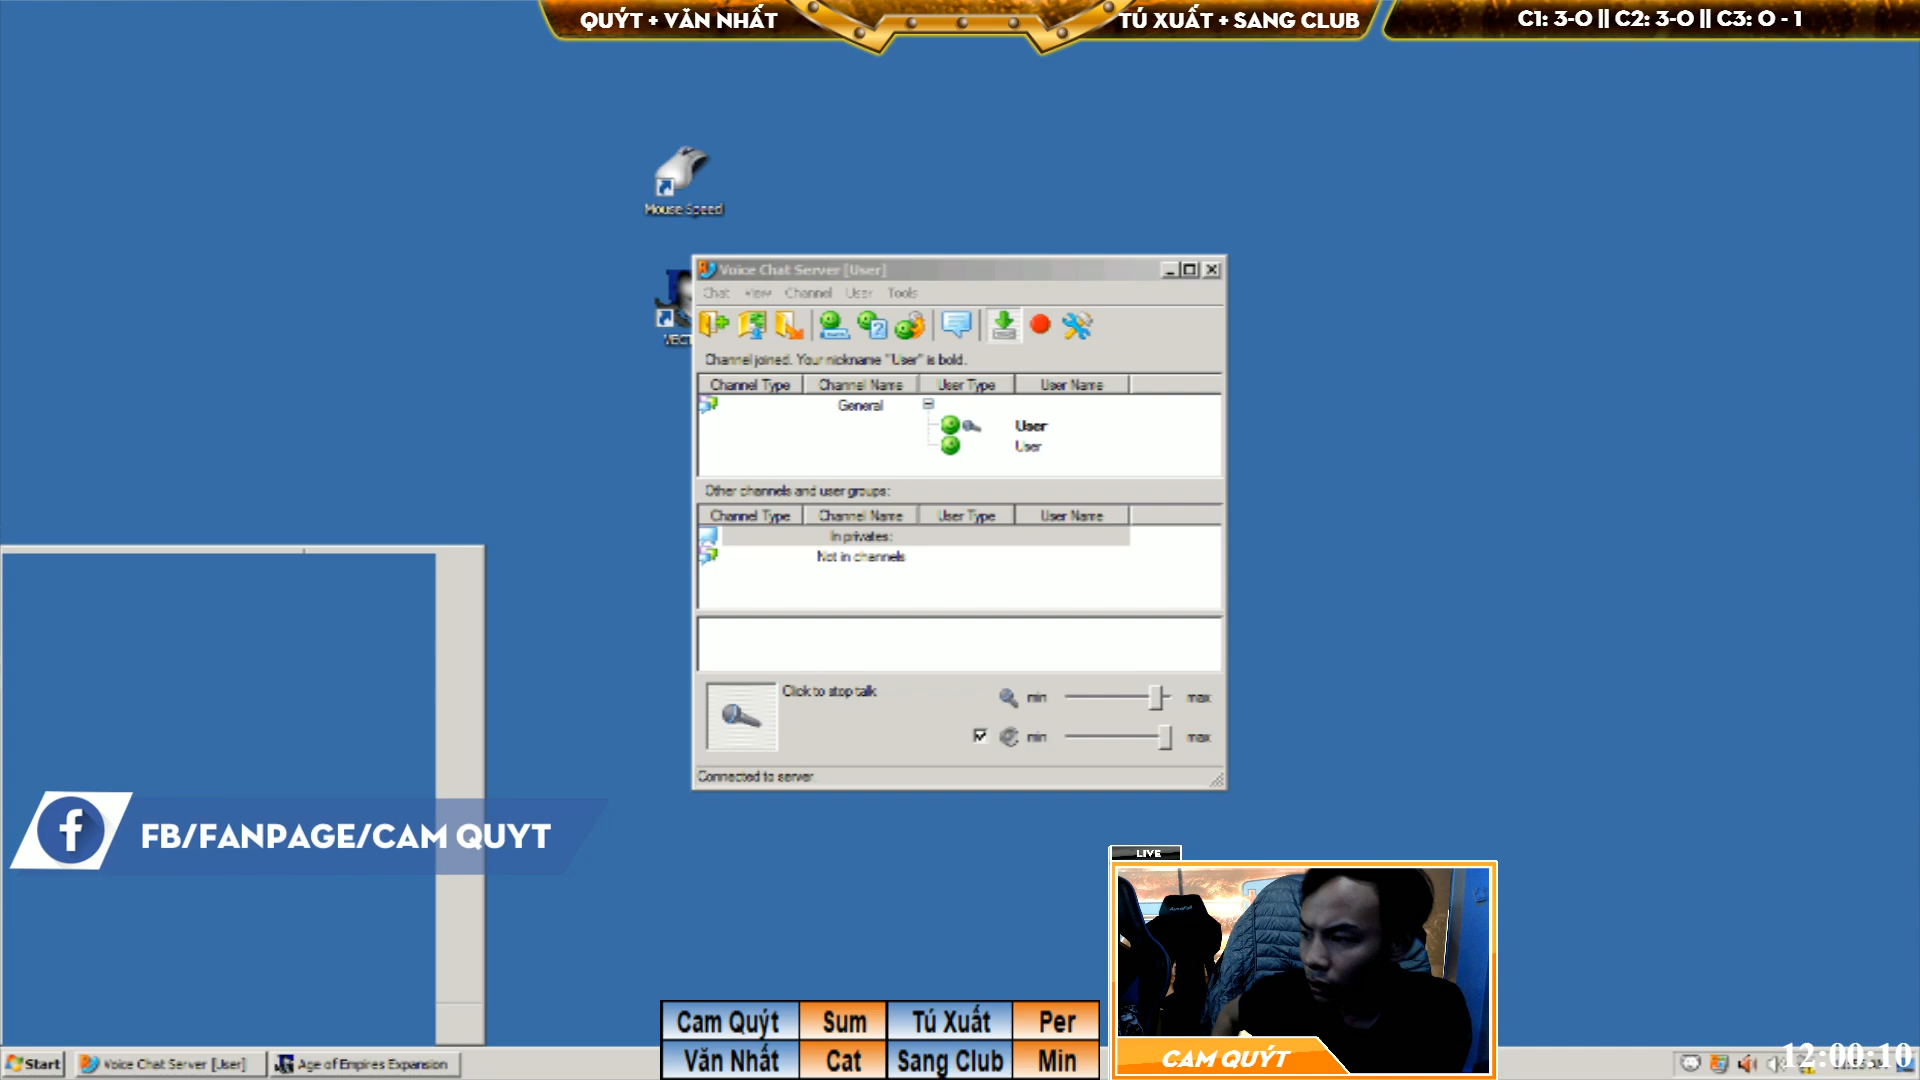 QUÝT + VĂN NHẤT
TÚ XUẤT + SANG CLUB
C1: 3-0 || C2: 3-0 || C3: 0 - 1
Mouse Speed
Voice Chat Server [User]
Chat View Channel User Tools
Channel joined. Your nickname "User" is bold.
Channel Type Channel Name User Type User Name
General
User
User
Other channels and user groups:
Channel Type Channel Name User Type User Name
In privates:
Not in channels
Click to stop talk
min max
min max
Connected to server.
FB/FANPAGE/CAM QUYT
LIVE
CAM QUÝT
Cam Quýt Sum Tú Xuất Per
Văn Nhất Cat Sang Club Min
Start Voice Chat Server [User] Age of Empires Expansion
12:00:10